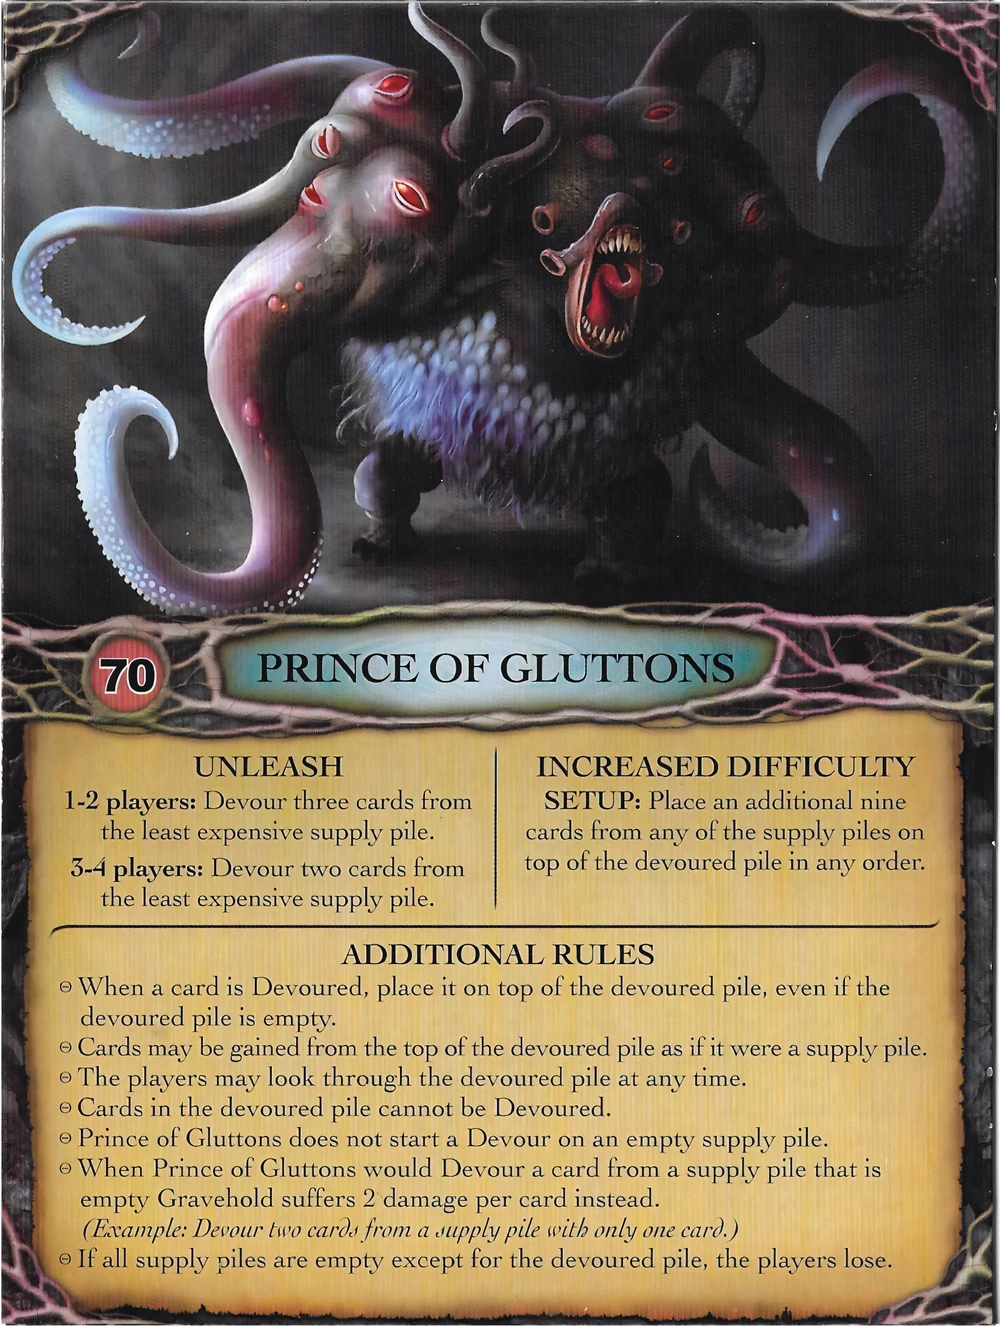 70
PRINCE OF GLUTTONS
UNLEASH
1-2 players: Devour three cards from
the least expensive supply pile.
3-4 players: Devour two cards from
the least expensive supply pile.
INCREASED DIFFICULTY
SETUP: Place an additional nine
cards from any of the supply piles on
top of the devoured pile in any order.
ADDITIONAL RULES
⊖ When a card is Devoured, place it on top of the devoured pile, even if the
devoured pile is empty.
⊖ Cards may be gained from the top of the devoured pile as if it were a supply pile.
⊖ The players may look through the devoured pile at any time.
⊖ Cards in the devoured pile cannot be Devoured.
⊖ Prince of Gluttons does not start a Devour on an empty supply pile.
⊖ When Prince of Gluttons would Devour a card from a supply pile that is
empty Gravehold suffers 2 damage per card instead.
(Example: Devour two cards from a supply pile with only one card.)
⊖ If all supply piles are empty except for the devoured pile, the players lose.